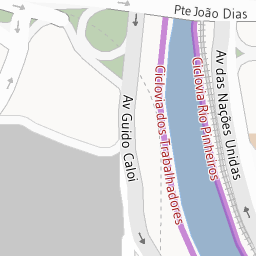 Pte João Dias
Av Guido Caloi
Ciclovia dos Trabalhadores
Ciclovia Rio Pinheiros
Av das Nações Unidas